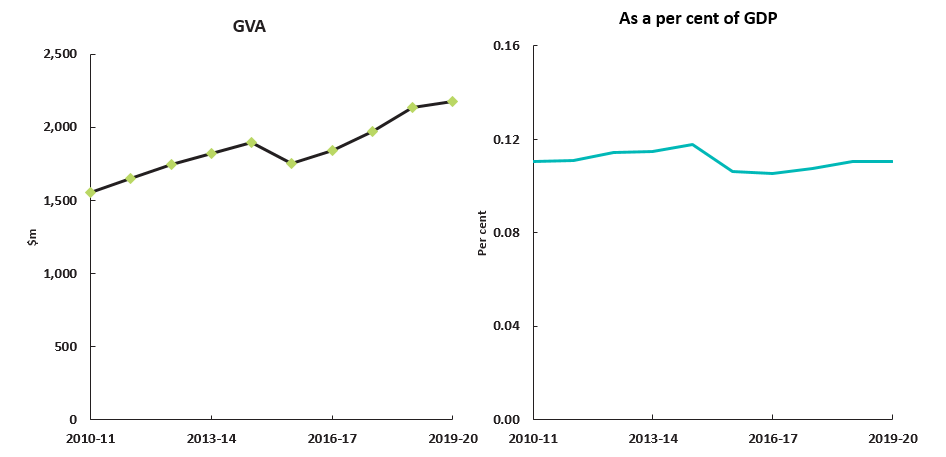 GVA
2,500
2,000
1,500
1,000
500
0
$m
2010-11 2013-14 2016-17 2019-20
As a per cent of GDP
0.16
0.12
0.08
0.04
0.00
Per cent
2010-11 2013-14 2016-17 2019-20